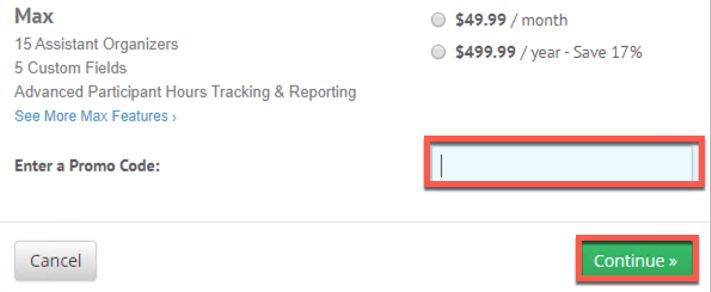 Max
$49.99 / month
15 Assistant Organizers
$499.99 / year - Save 17%
5 Custom Fields
Advanced Participant Hours Tracking & Reporting
See More Max Features ›
Enter a Promo Code:
Cancel
Continue »